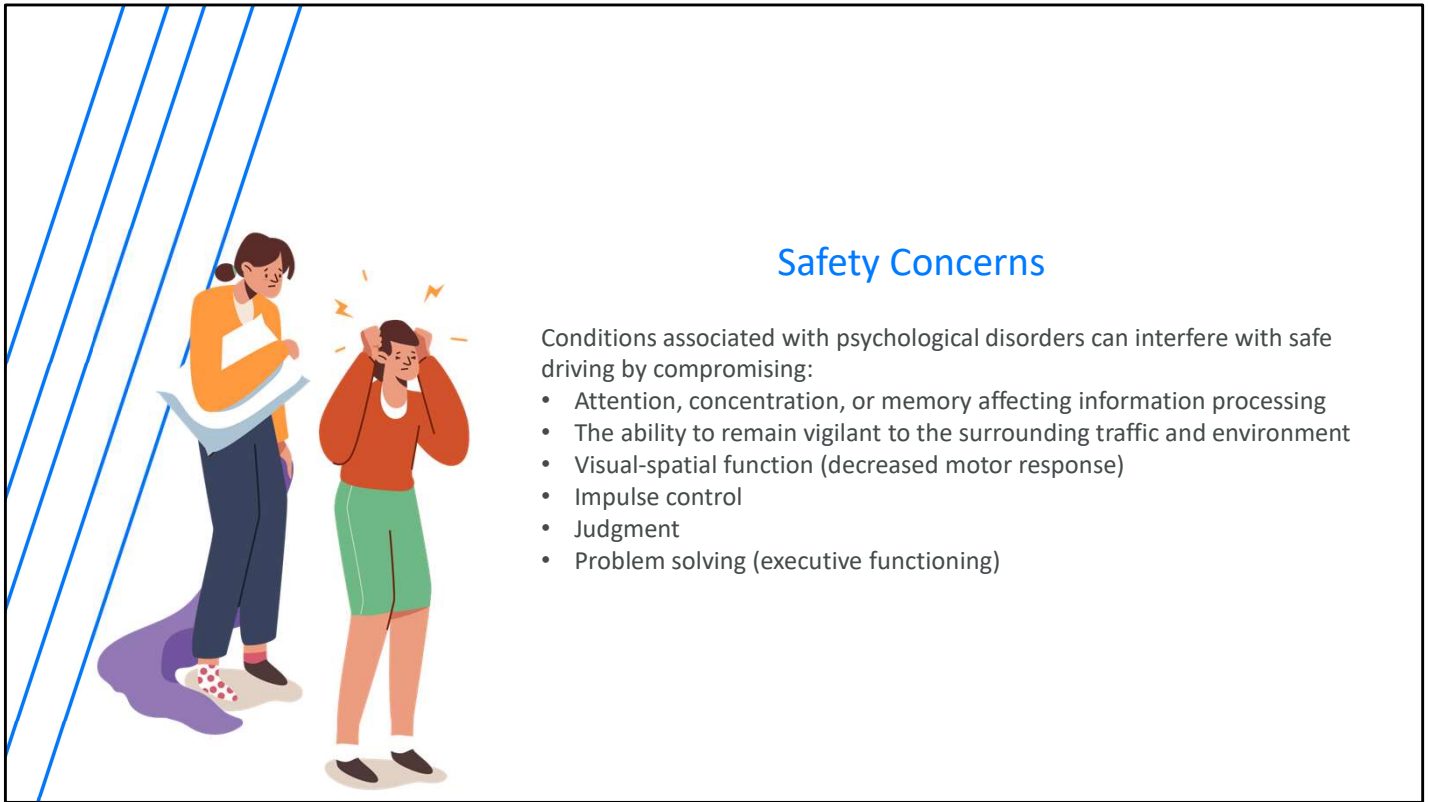 Safety Concerns
Conditions associated with psychological disorders can interfere with safe
driving by compromising:
• Attention, concentration, or memory affecting information processing
• The ability to remain vigilant to the surrounding traffic and environment
• Visual-spatial function (decreased motor response)
• Impulse control
• Judgment
• Problem solving (executive functioning)